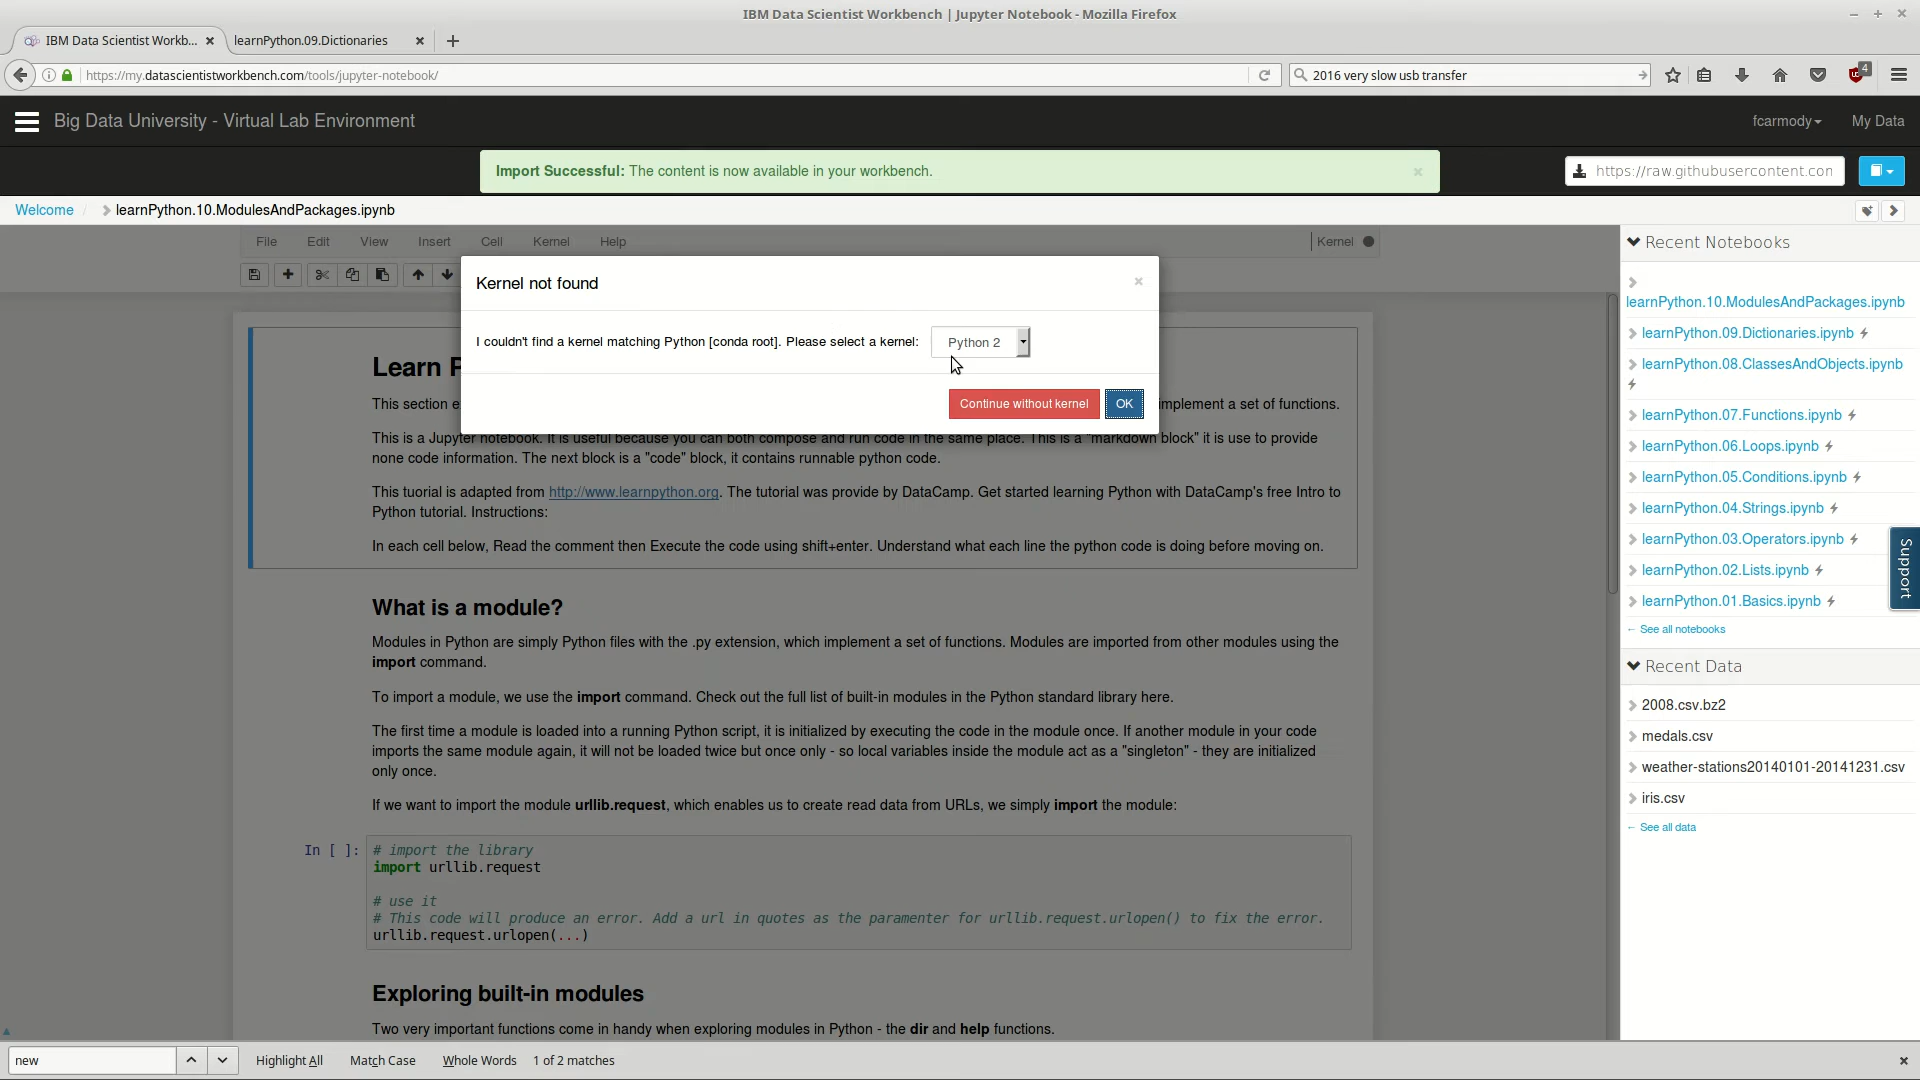 IBM Data Scientist Workbench | Jupyter Notebook - Mozilla Firefox
IBM Data Scientist Workb...
learnPython.09.Dictionaries
https://my.datascientistworkbench.com/tools/jupyter-notebook/
2016 very slow usb transfer
4
Big Data University - Virtual Lab Environment
fcarmody
My Data
Import Successful: The content is now available in your workbench.
https://raw.githubusercontent.com
Welcome
learnPython.10.ModulesAndPackages.ipynb
File Edit View Insert Cell Kernel Help
Kernel
Kernel not found
I couldn't find a kernel matching Python [conda root]. Please select a kernel:
Python 2
Continue without kernel
OK
Learn P
This section e
implement a set of functions.
This is a Jupyter notebook. It is useful because you can both compose and run code in the same place. This is a "markdown block" it is use to provide
none code information. The next block is a "code" block, it contains runnable python code.
This tuorial is adapted from http://www.learnpython.org. The tutorial was provide by DataCamp. Get started learning Python with DataCamp's free Intro to
Python tutorial. Instructions:
In each cell below, Read the comment then Execute the code using shift+enter. Understand what each line the python code is doing before moving on.
What is a module?
Modules in Python are simply Python files with the .py extension, which implement a set of functions. Modules are imported from other modules using the
import command.
To import a module, we use the import command. Check out the full list of built-in modules in the Python standard library here.
The first time a module is loaded into a running Python script, it is initialized by executing the code in the module once. If another module in your code
imports the same module again, it will not be loaded twice but once only - so local variables inside the module act as a "singleton" - they are initialized
only once.
If we want to import the module urllib.request, which enables us to create read data from URLs, we simply import the module:
In [ ]:
# import the library
import urllib.request
# use it
# This code will produce an error. Add a url in quotes as the paramenter for urllib.request.urlopen() to fix the error.
urllib.request.urlopen(...)
Exploring built-in modules
Two very important functions come in handy when exploring modules in Python - the dir and help functions.
Recent Notebooks
learnPython.10.ModulesAndPackages.ipynb
learnPython.09.Dictionaries.ipynb
learnPython.08.ClassesAndObjects.ipynb
learnPython.07.Functions.ipynb
learnPython.06.Loops.ipynb
learnPython.05.Conditions.ipynb
learnPython.04.Strings.ipynb
learnPython.03.Operators.ipynb
learnPython.02.Lists.ipynb
learnPython.01.Basics.ipynb
← See all notebooks
Support
Recent Data
2008.csv.bz2
medals.csv
weather-stations20140101-20141231.csv
iris.csv
← See all data
new
Highlight All
Match Case
Whole Words
1 of 2 matches